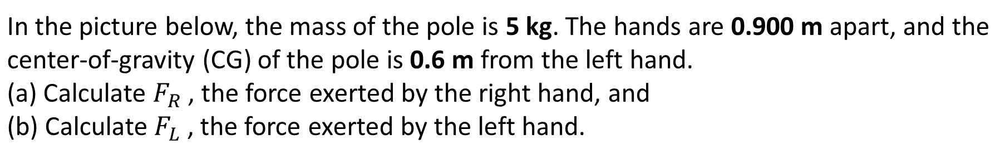 In the picture below, the mass of the pole is 5 kg. The hands are 0.900 m apart, and the
center-of-gravity (CG) of the pole is 0.6 m from the left hand.
(a) Calculate F_R , the force exerted by the right hand, and
(b) Calculate F_L , the force exerted by the left hand.